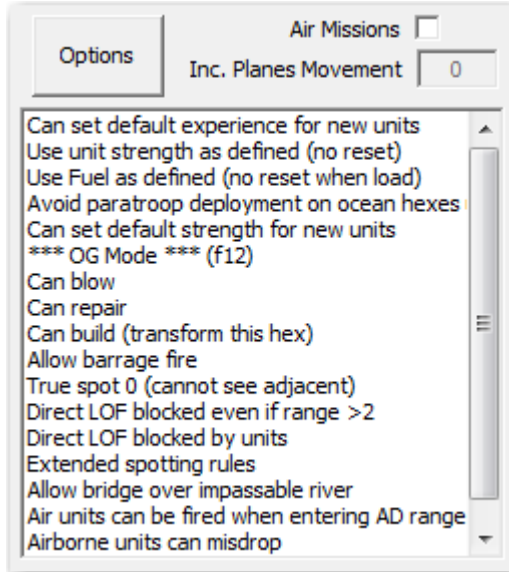 Options
Air Missions
Inc. Planes Movement 0
Can set default experience for new units
Use unit strength as defined (no reset)
Use Fuel as defined (no reset when load)
Avoid paratroop deployment on ocean hexes
Can set default strength for new units
*** OG Mode *** (f12)
Can blow
Can repair
Can build (transform this hex)
Allow barrage fire
True spot 0 (cannot see adjacent)
Direct LOF blocked even if range >2
Direct LOF blocked by units
Extended spotting rules
Allow bridge over impassable river
Air units can be fired when entering AD range
Airborne units can misdrop